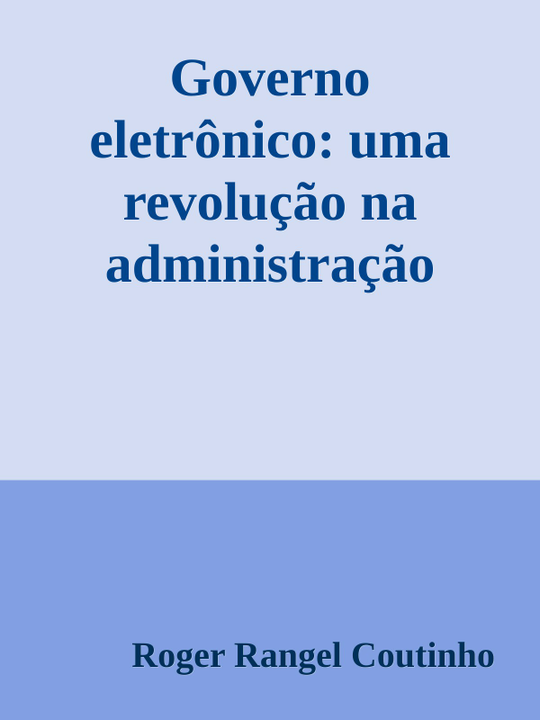 Governo
eletrônico: uma
revolução na
administração
Roger Rangel Coutinho